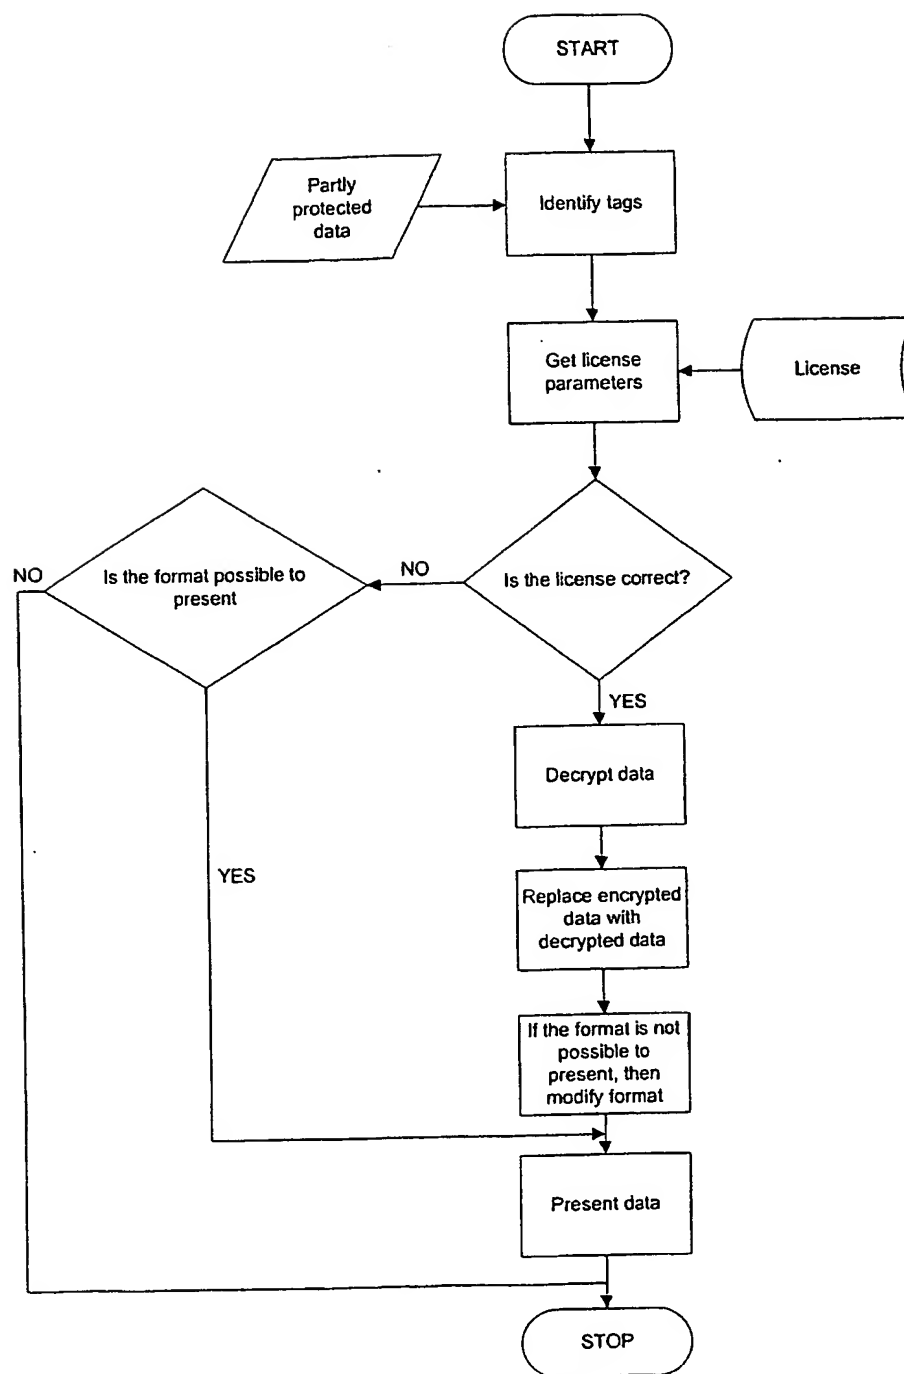 START
Partly
protected
data
Identify tags
Get license
parameters
License
Is the format possible to
present
NO
NO
Is the license correct?
YES
Decrypt data
YES
Replace encrypted
data with
decrypted data
If the format is not
possible to
present, then
modify format
Present data
STOP